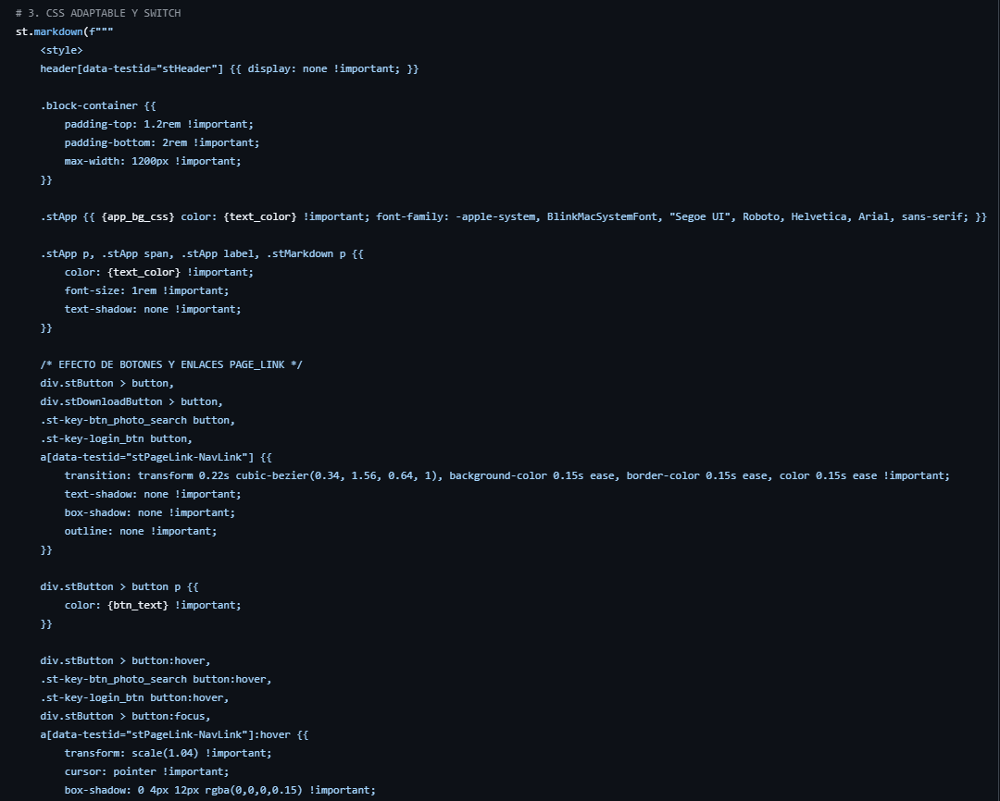 # 3. CSS ADAPTABLE Y SWITCH
st.markdown(f"""
    <style>
    header[data-testid="stHeader"] {{ display: none !important; }}

    .block-container {{
        padding-top: 1.2rem !important;
        padding-bottom: 2rem !important;
        max-width: 1200px !important;
    }}

    .stApp {{ {app_bg_css} color: {text_color} !important; font-family: -apple-system, BlinkMacSystemFont, "Segoe UI", Roboto, Helvetica, Arial, sans-serif; }}

    .stApp p, .stApp span, .stApp label, .stMarkdown p {{
        color: {text_color} !important;
        font-size: 1rem !important;
        text-shadow: none !important;
    }}

    /* EFECTO DE BOTONES Y ENLACES PAGE_LINK */
    div.stButton > button,
    div.stDownloadButton > button,
    .st-key-btn_photo_search button,
    .st-key-login_btn button,
    a[data-testid="stPageLink-NavLink"] {{
        transition: transform 0.22s cubic-bezier(0.34, 1.56, 0.64, 1), background-color 0.15s ease, border-color 0.15s ease, color 0.15s ease !important;
        text-shadow: none !important;
        box-shadow: none !important;
        outline: none !important;
    }}

    div.stButton > button p {{
        color: {btn_text} !important;
    }}

    div.stButton > button:hover,
    .st-key-btn_photo_search button:hover,
    .st-key-login_btn button:hover,
    div.stButton > button:focus,
    a[data-testid="stPageLink-NavLink"]:hover {{
        transform: scale(1.04) !important;
        cursor: pointer !important;
        box-shadow: 0 4px 12px rgba(0,0,0,0.15) !important;